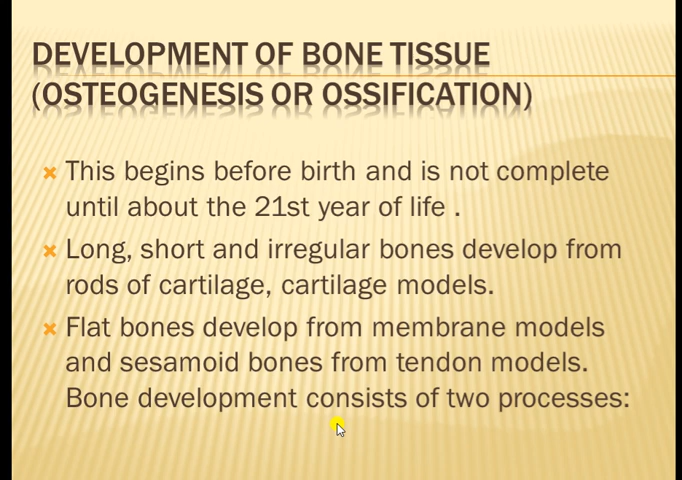 DEVELOPMENT OF BONE TISSUE
(OSTEOGENESIS OR OSSIFICATION)
This begins before birth and is not complete
until about the 21st year of life .
Long, short and irregular bones develop from
rods of cartilage, cartilage models.
Flat bones develop from membrane models
and sesamoid bones from tendon models.
Bone development consists of two processes: